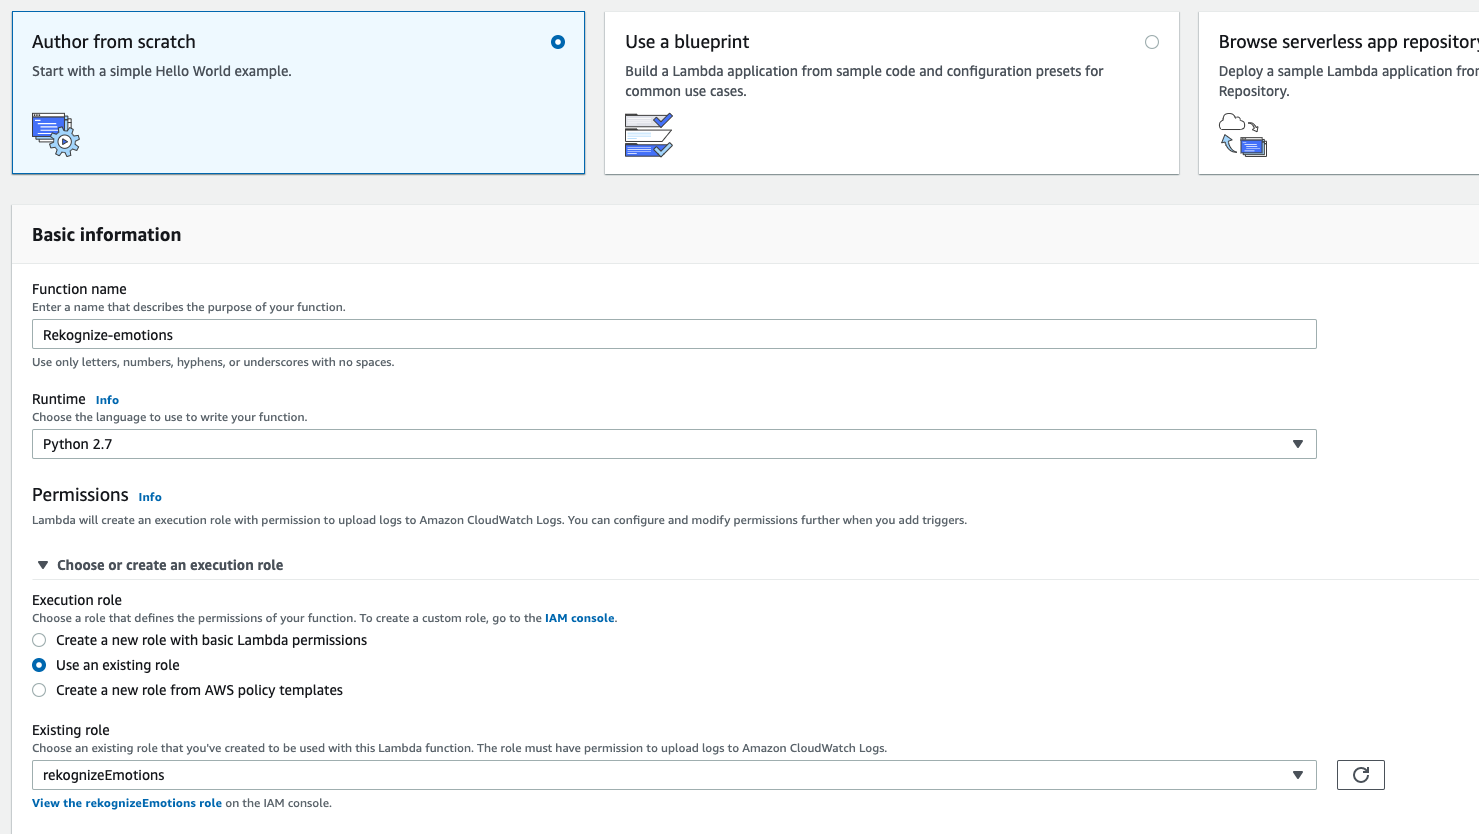 Author from scratch
Start with a simple Hello World example.
Use a blueprint
Build a Lambda application from sample code and configuration presets for
common use cases.
Browse serverless app repository
Deploy a sample Lambda application from
Repository.
Basic information
Function name
Enter a name that describes the purpose of your function.
Rekognize-emotions
Use only letters, numbers, hyphens, or underscores with no spaces.
Runtime Info
Choose the language to use to write your function.
Python 2.7
Permissions Info
Lambda will create an execution role with permission to upload logs to Amazon CloudWatch Logs. You can configure and modify permissions further when you add triggers.
Choose or create an execution role
Execution role
Choose a role that defines the permissions of your function. To create a custom role, go to the IAM console.
Create a new role with basic Lambda permissions
Use an existing role
Create a new role from AWS policy templates
Existing role
Choose an existing role that you've created to be used with this Lambda function. The role must have permission to upload logs to Amazon CloudWatch Logs.
rekognizeEmotions
View the rekognizeEmotions role on the IAM console.